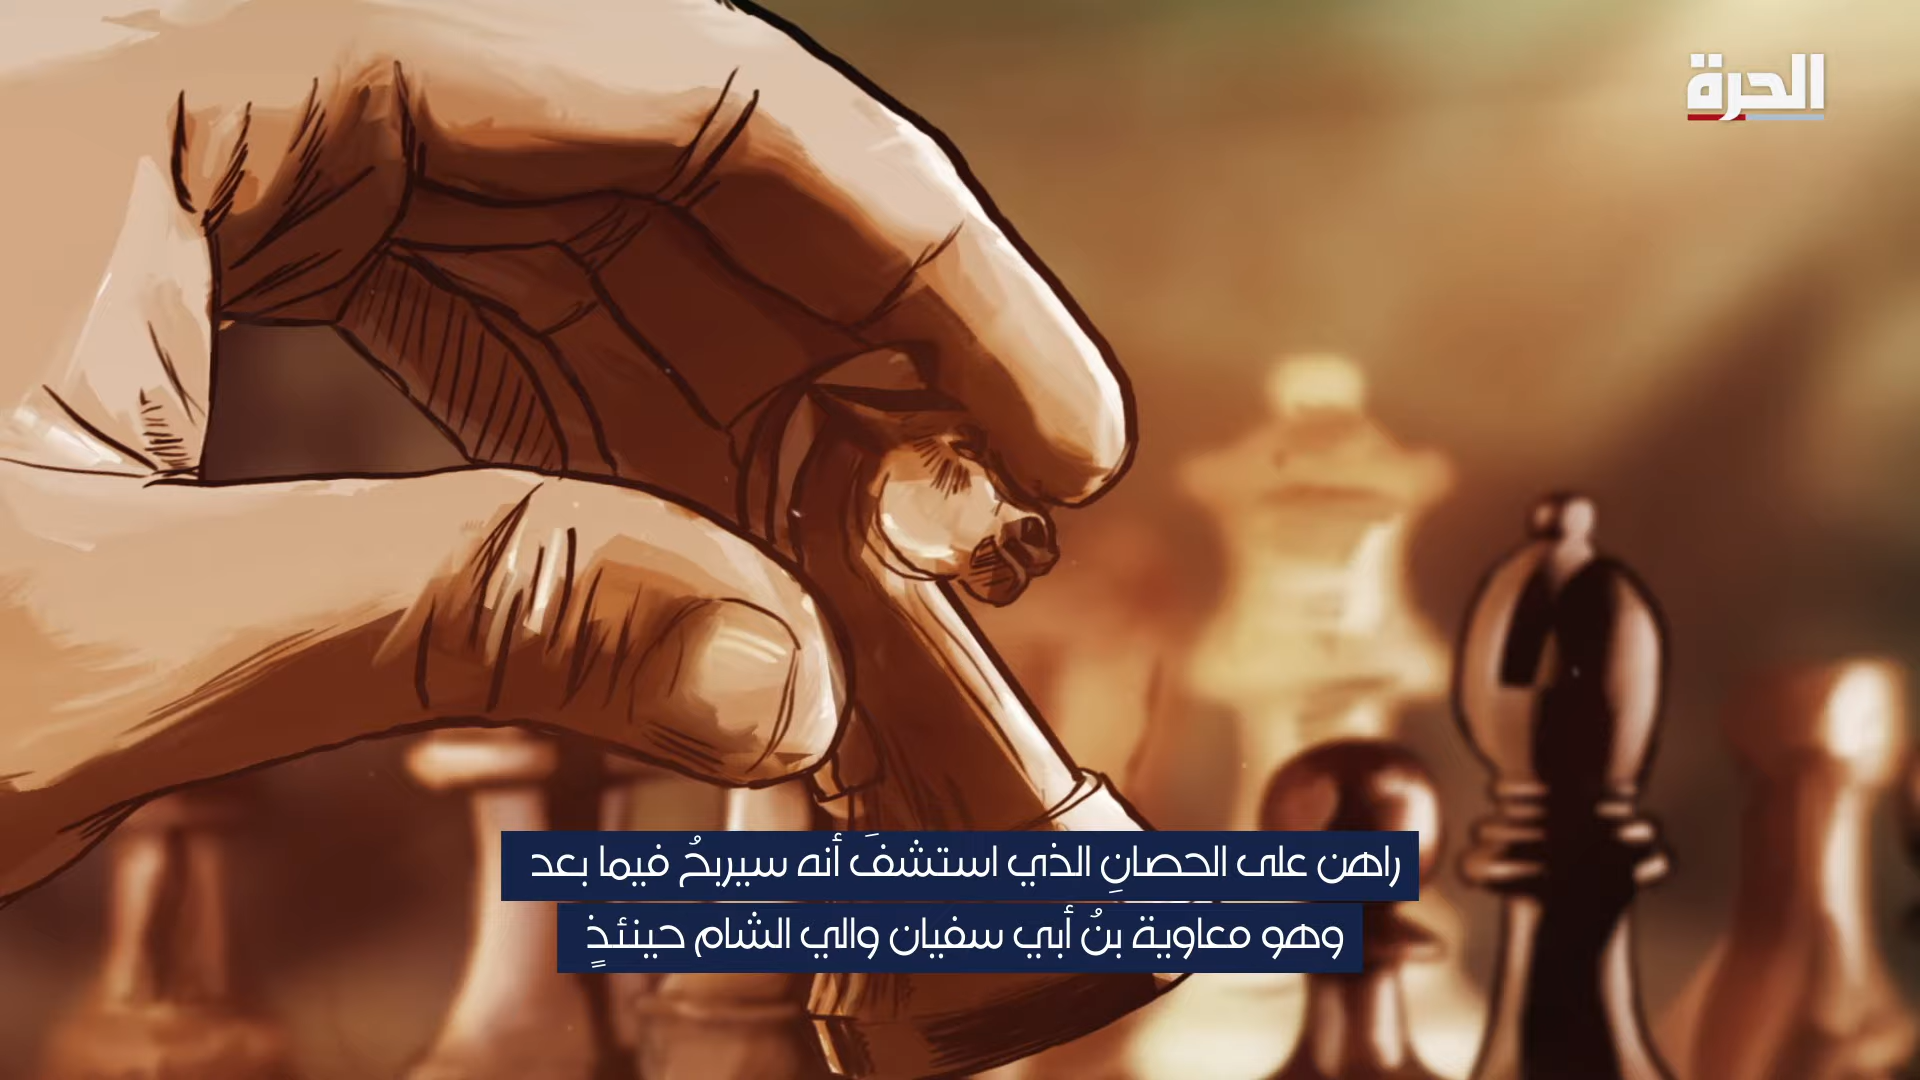 الحرة
راهن على الحصانِ الذي استشفَ أنه سيربحُ فيما بعد
وهو معاوية بنُ أبي سفيان والي الشام حينئذٍ